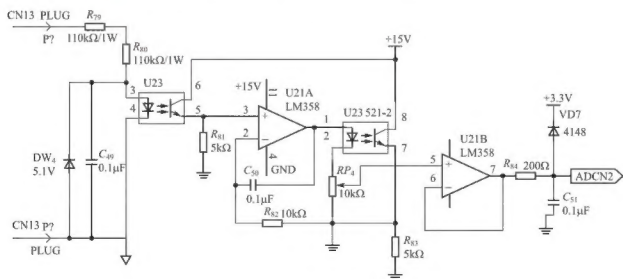 CN13 PLUG
P?
R79
110kΩ/1W
R80
110kΩ/1W
U23
3
4
6
5
DW4
5.1V
C49
0.1μF
CN13 P?
PLUG
R81
5kΩ
+15V
U21A
LM358
3
2
1
4
GND
C50
0.1μF
R82 10kΩ
+15V
U23 521-2
1
2
8
7
RP4
10kΩ
R83
5kΩ
U21B
LM358
5
6
7
R84 200Ω
+3.3V
VD7
4148
ADCN2
C51
0.1μF